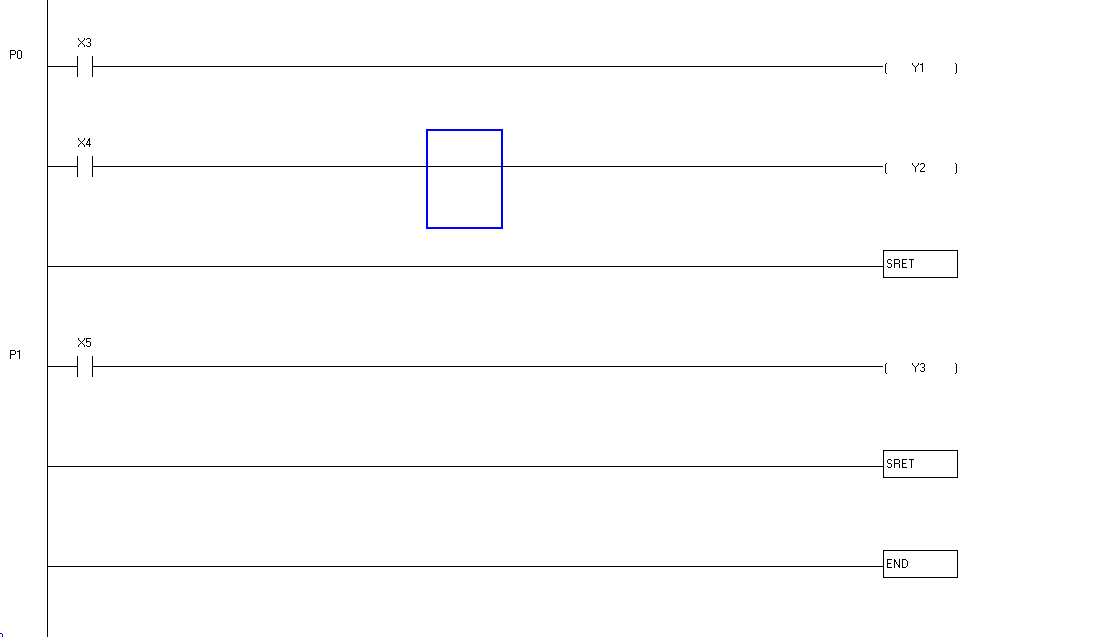 X3
P0
( Y1 )
X4
( Y2 )
SRET
X5
P1
( Y3 )
SRET
END